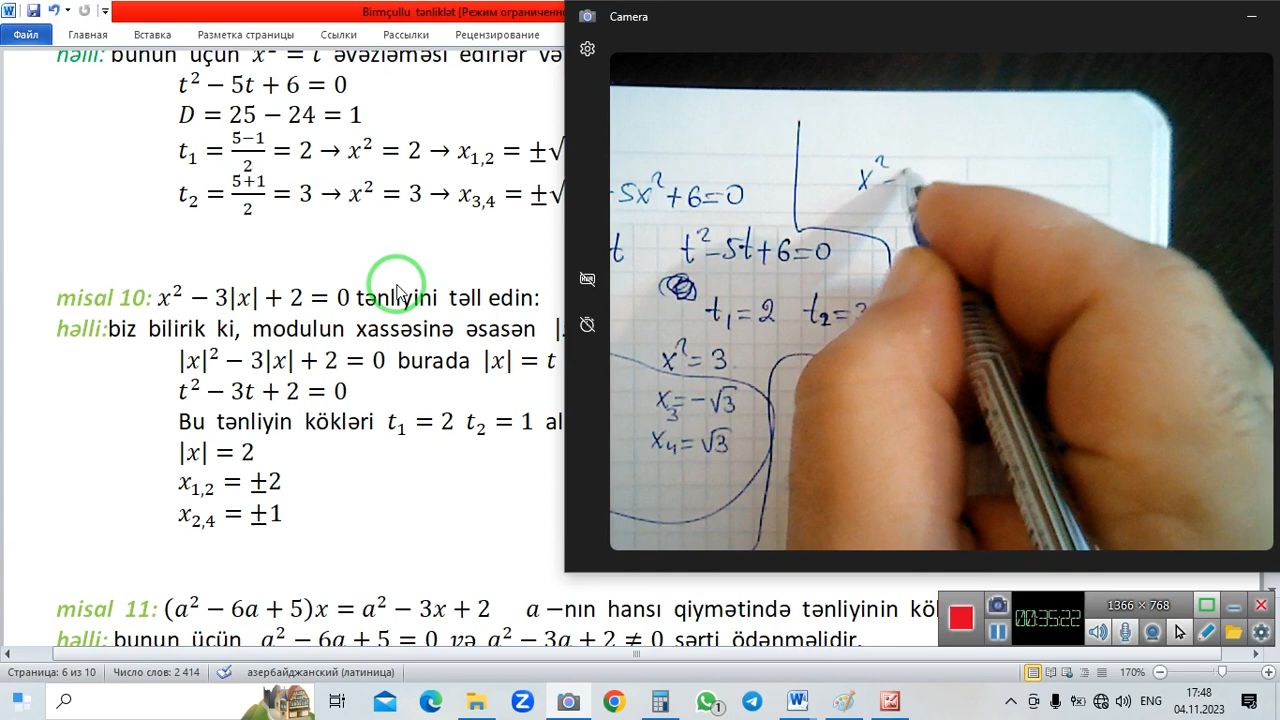 Birmçullu tənliklət [Режим ограниченно
Camera
Файл Главная Вставка Разметка страницы Ссылки Рассылки Рецензирование
həlli: bunun üçün x² = t əvəzləməsi edirlər və
t² − 5t + 6 = 0
D = 25 − 24 = 1
t₁ = (5−1)/2 = 2 → x² = 2 → x₁,₂ = ±√
t₂ = (5+1)/2 = 3 → x² = 3 → x₃,₄ = ±√
misal 10: x² − 3|x| + 2 = 0 tənliyini təll edin:
həlli: biz bilirik ki, modulun xassəsinə əsasən |
|x|² − 3|x| + 2 = 0 burada |x| = t
t² − 3t + 2 = 0
Bu tənliyin kökləri t₁ = 2 t₂ = 1 al
|x| = 2
x₁,₂ = ±2
x₂,₄ = ±1
misal 11: (a² − 6a + 5)x = a² − 3x + 2 a −nın hansı qiymətində tənliyinin kö
həlli: bunun üçün a² − 6a + 5 = 0 və a² − 3a + 2 ≠ 0 şərti ödənməlidir.
x² −
5x² + 6 = 0
t t² − 5t + 6 = 0
t₁ = 2 t₂ =
x² = 3
x₃ = −√3
x₄ = √3
1366 × 768
00:35:22
Страница: 6 из 10 Число слов: 2 414 азербайджанский (латиница) 170%
1 ENG 17:48
04.11.2023